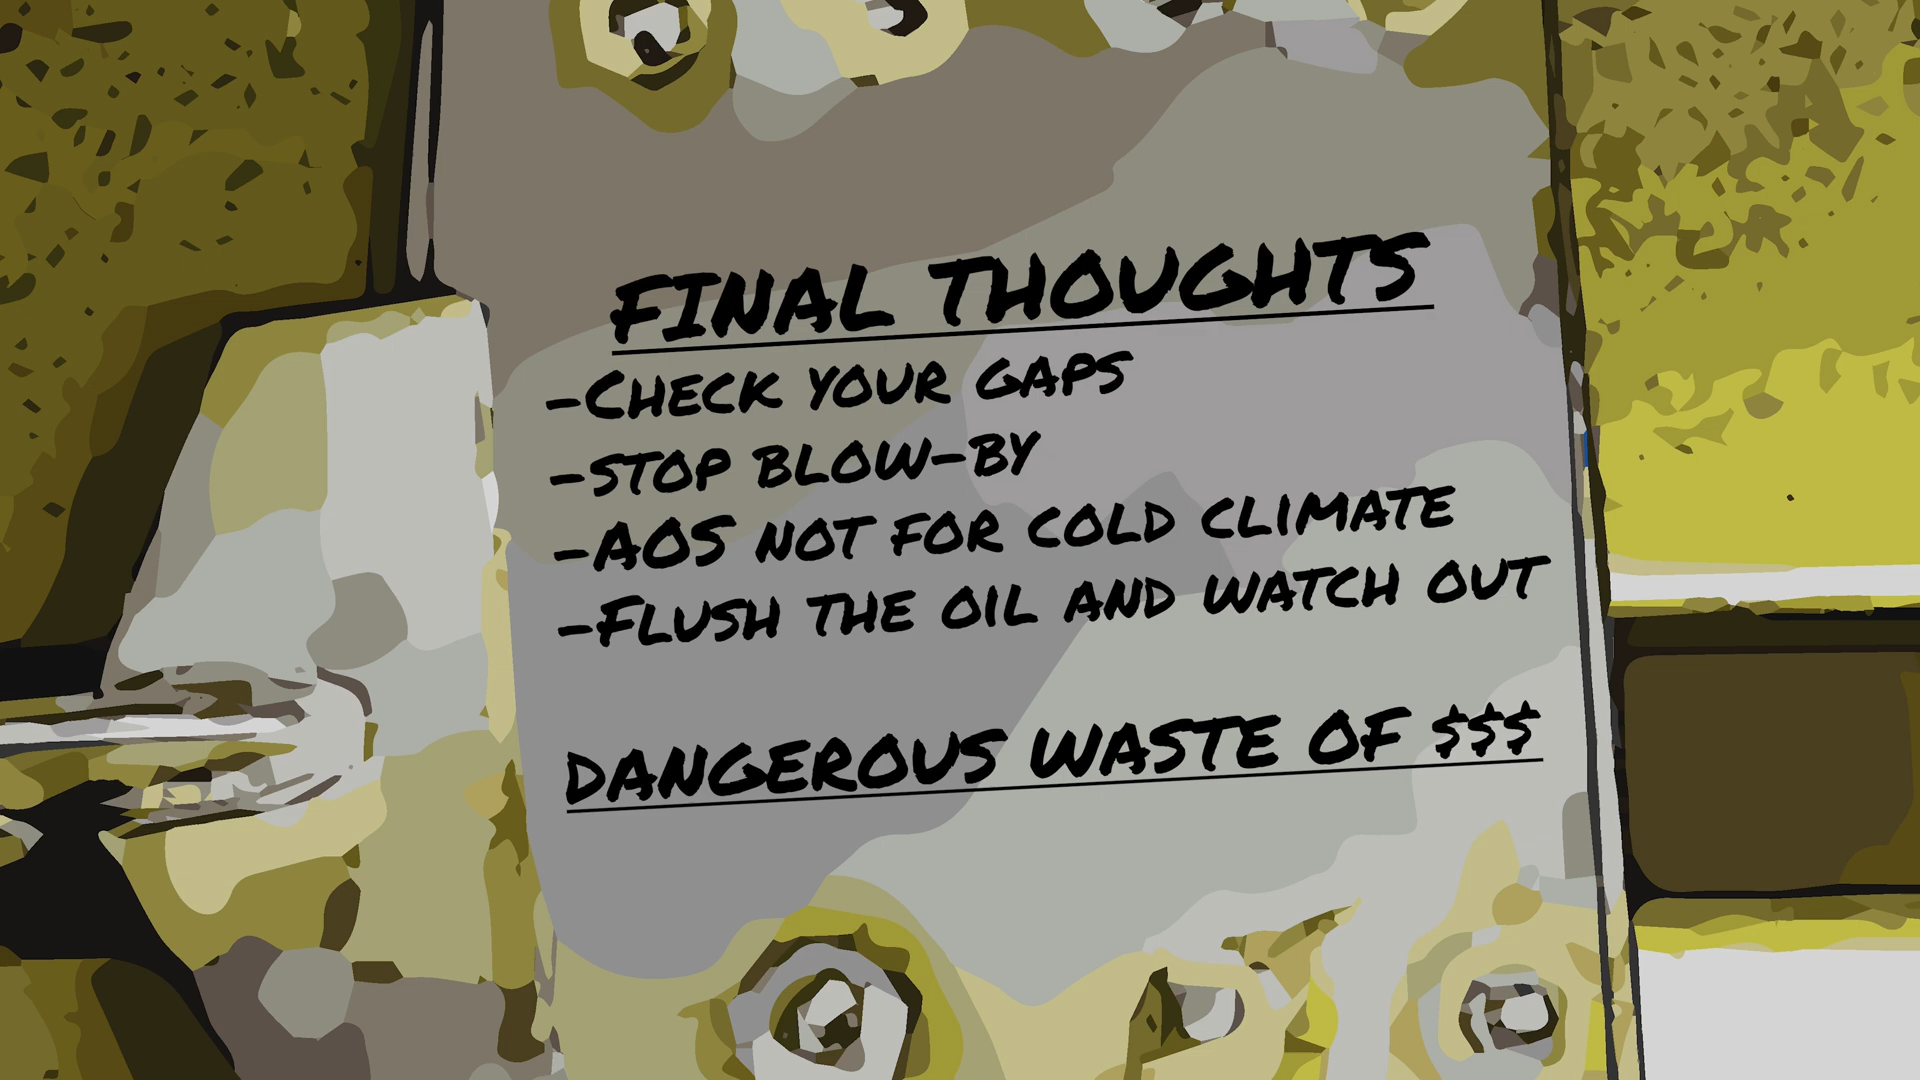 FINAL THOUGHTS
-CHECK YOUR GAPS
-STOP BLOW-BY
-AOS NOT FOR COLD CLIMATE
-FLUSH THE OIL AND WATCH OUT
DANGEROUS WASTE OF $$$